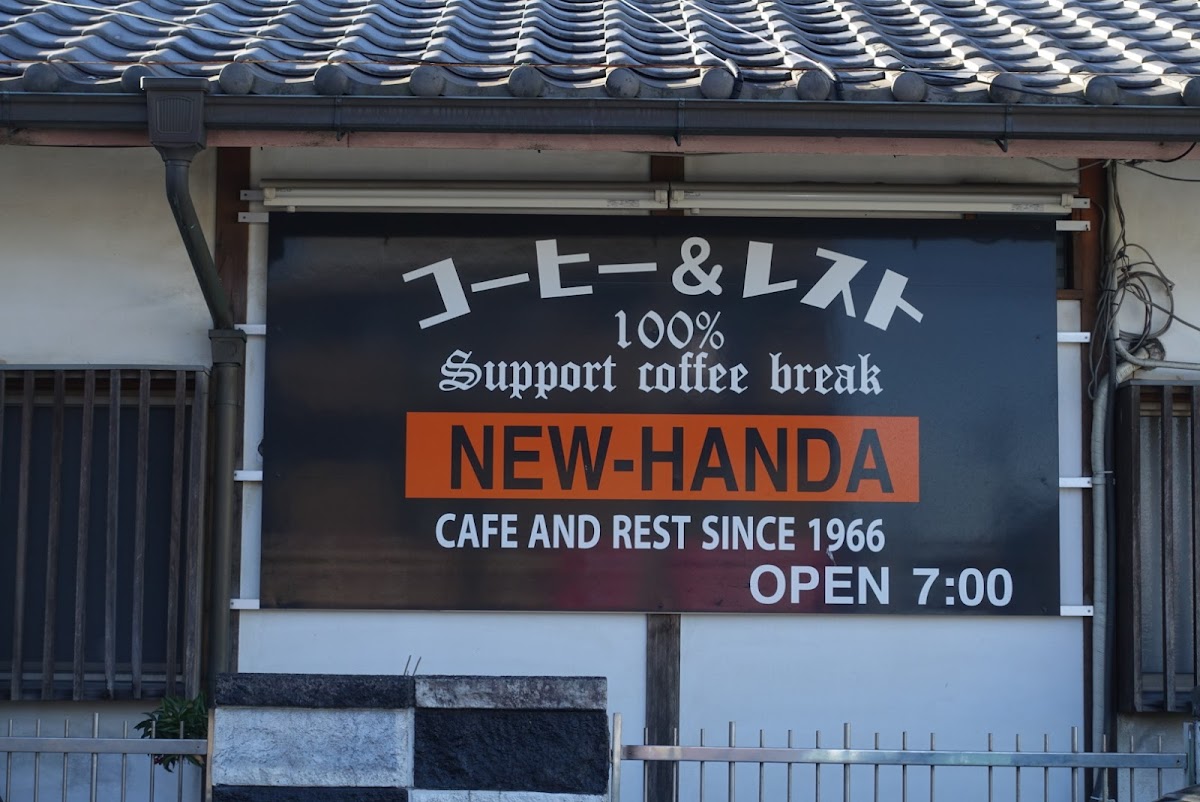 コーヒー&レスト
100%
Support coffee break
NEW-HANDA
CAFE AND REST SINCE 1966
OPEN 7:00